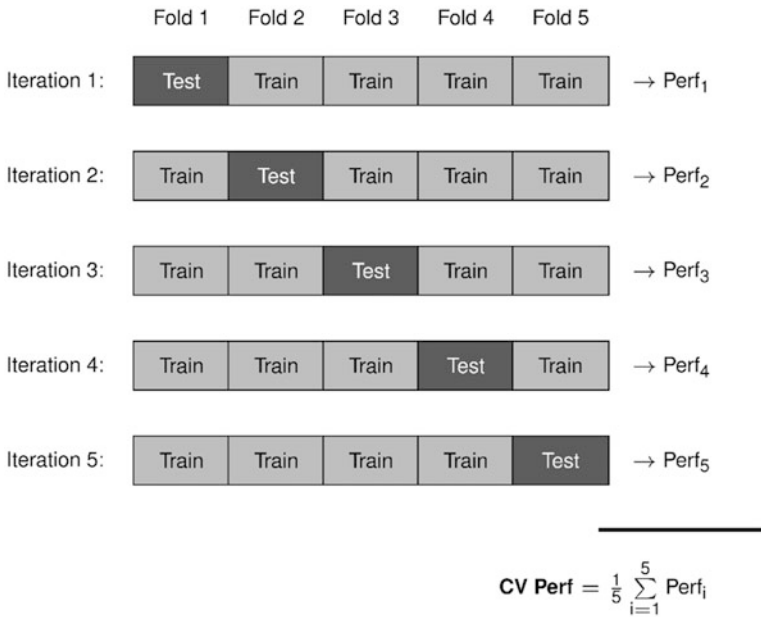 Fold 1 Fold 2 Fold 3 Fold 4 Fold 5
Iteration 1: Test Train Train Train Train → Perf₁
Iteration 2: Train Test Train Train Train → Perf₂
Iteration 3: Train Train Test Train Train → Perf₃
Iteration 4: Train Train Train Test Train → Perf₄
Iteration 5: Train Train Train Train Test → Perf₅
CV Perf = 1/5 5∑i=1 Perfᵢ